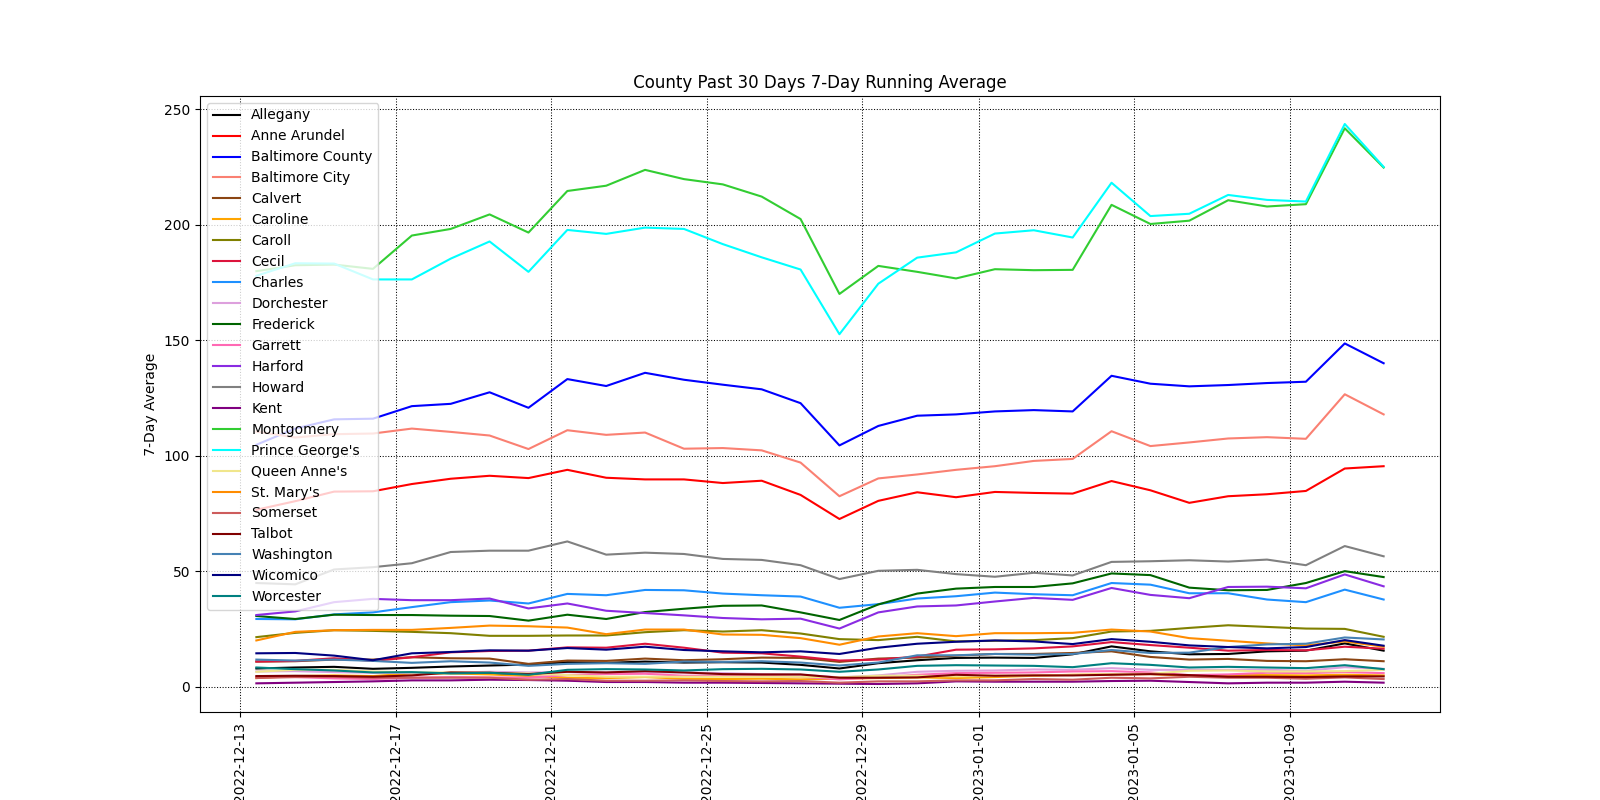 County Past 30 Days 7-Day Running Average
250
200
150
100
50
0
7-Day Average
Allegany
Anne Arundel
Baltimore County
Baltimore City
Calvert
Caroline
Caroll
Cecil
Charles
Dorchester
Frederick
Garrett
Harford
Howard
Kent
Montgomery
Prince George's
Queen Anne's
St. Mary's
Somerset
Talbot
Washington
Wicomico
Worcester
2022-12-13
2022-12-17
2022-12-21
2022-12-25
2022-12-29
2023-01-01
2023-01-05
2023-01-09